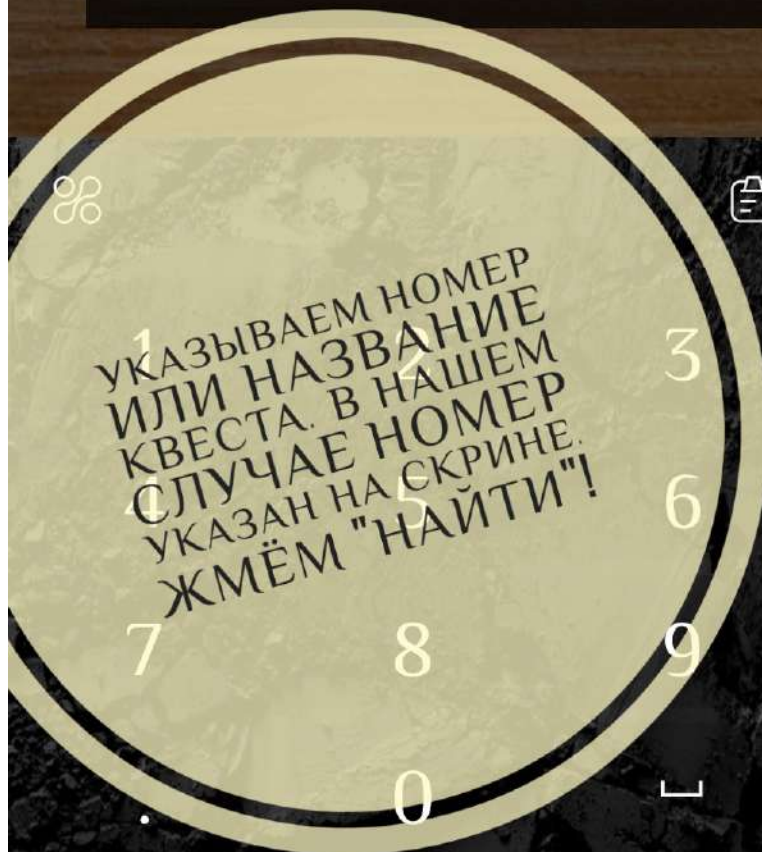 УКАЗЫВАЕМ НОМЕР
ИЛИ НАЗВАНИЕ
КВЕСТА. В НАШЕМ
СЛУЧАЕ НОМЕР
УКАЗАН НА СКРИНЕ.
ЖМЁМ "НАЙТИ"!
1 2 3
4 5 6
7 8 9
. 0